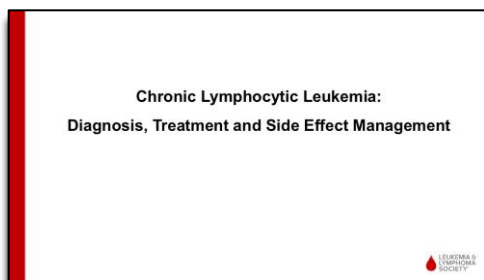 Chronic Lymphocytic Leukemia:
Diagnosis, Treatment and Side Effect Management
LEUKEMIA &
LYMPHOMA
SOCIETY